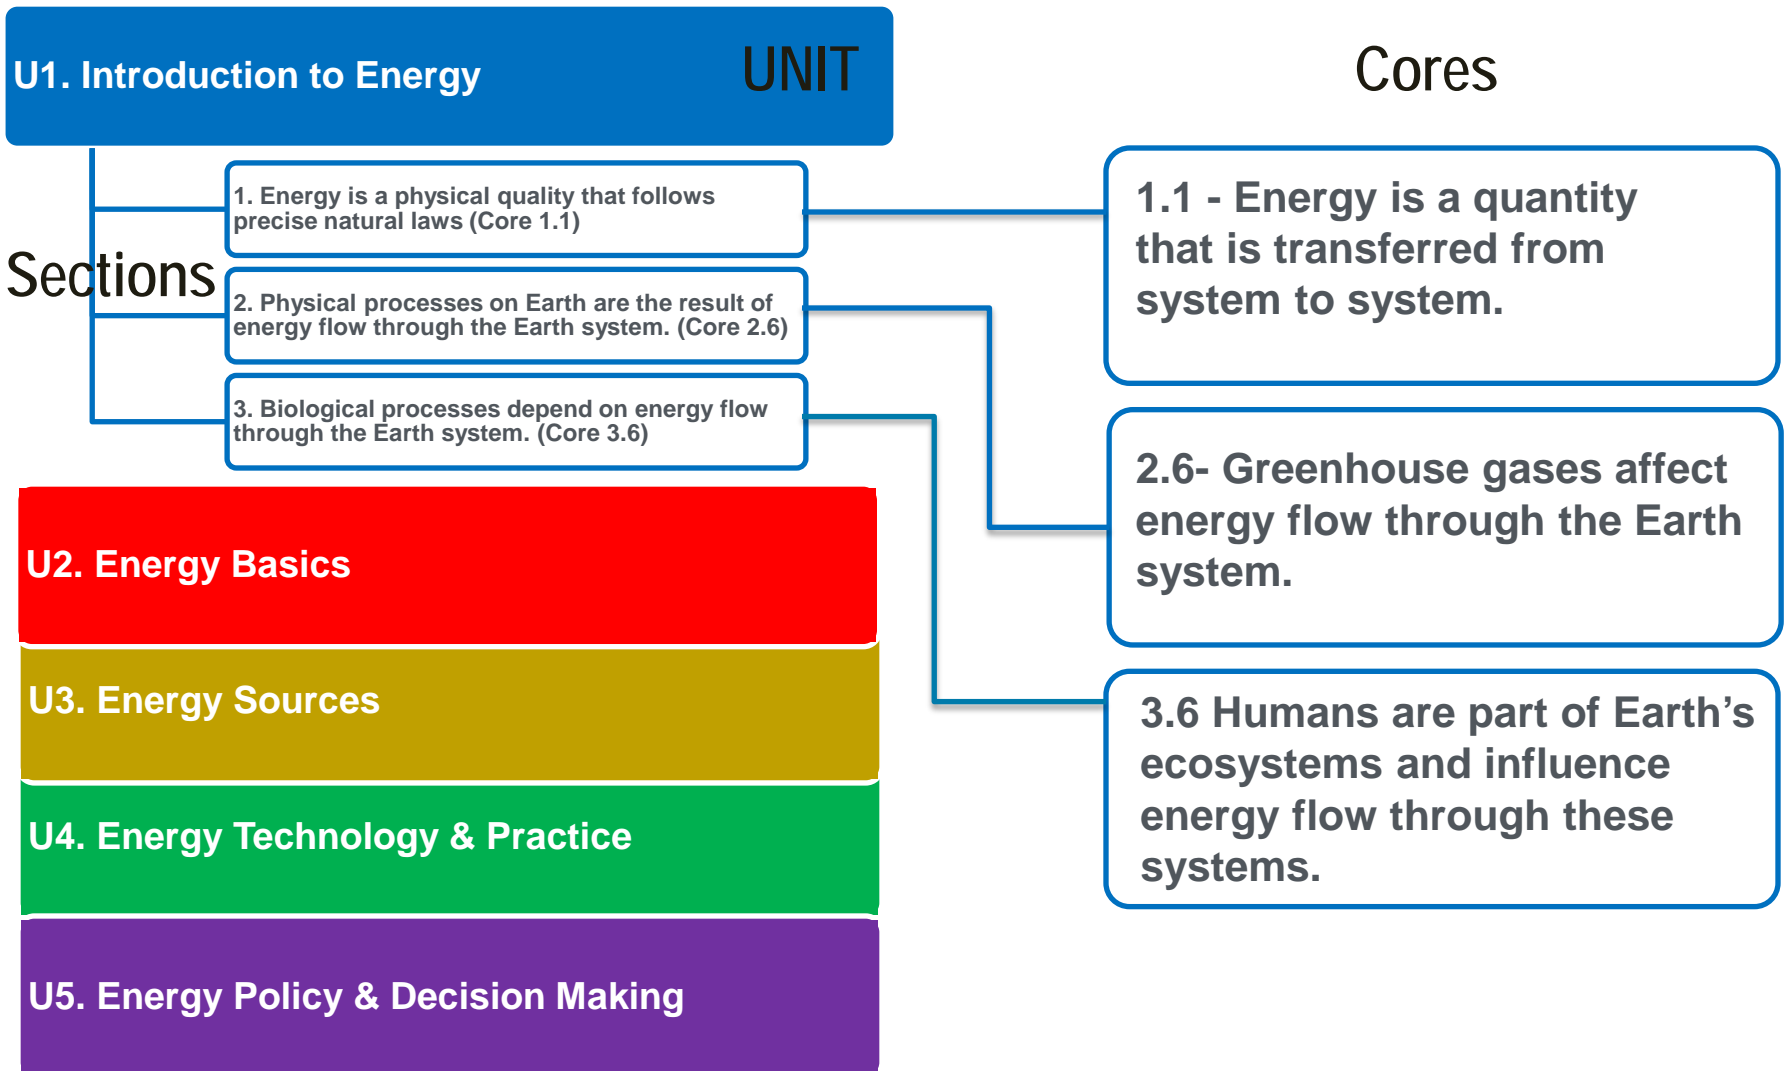 U1. Introduction to Energy
UNIT
Cores
Sections
1. Energy is a physical quality that follows
precise natural laws (Core 1.1)
2. Physical processes on Earth are the result of
energy flow through the Earth system. (Core 2.6)
3. Biological processes depend on energy flow
through the Earth system. (Core 3.6)
1.1 - Energy is a quantity
that is transferred from
system to system.
2.6- Greenhouse gases affect
energy flow through the Earth
system.
3.6 Humans are part of Earth’s
ecosystems and influence
energy flow through these
systems.
U2. Energy Basics
U3. Energy Sources
U4. Energy Technology & Practice
U5. Energy Policy & Decision Making